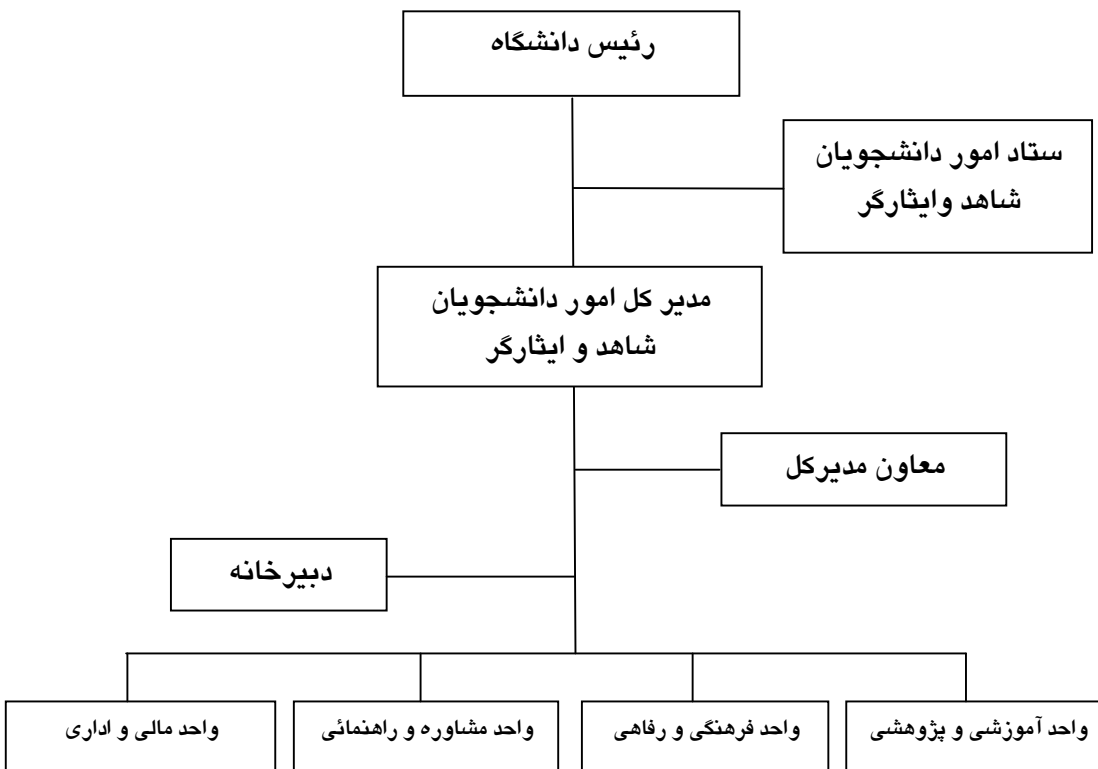 رئیس دانشگاه
ستاد امور دانشجویان
شاهد وایثارگر
مدیر کل امور دانشجویان
شاهد و ایثارگر
معاون مدیرکل
دبیرخانه
واحد آموزشی و پژوهشی
واحد فرهنگی و رفاهی
واحد مشاوره و راهنمائی
واحد مالی و اداری